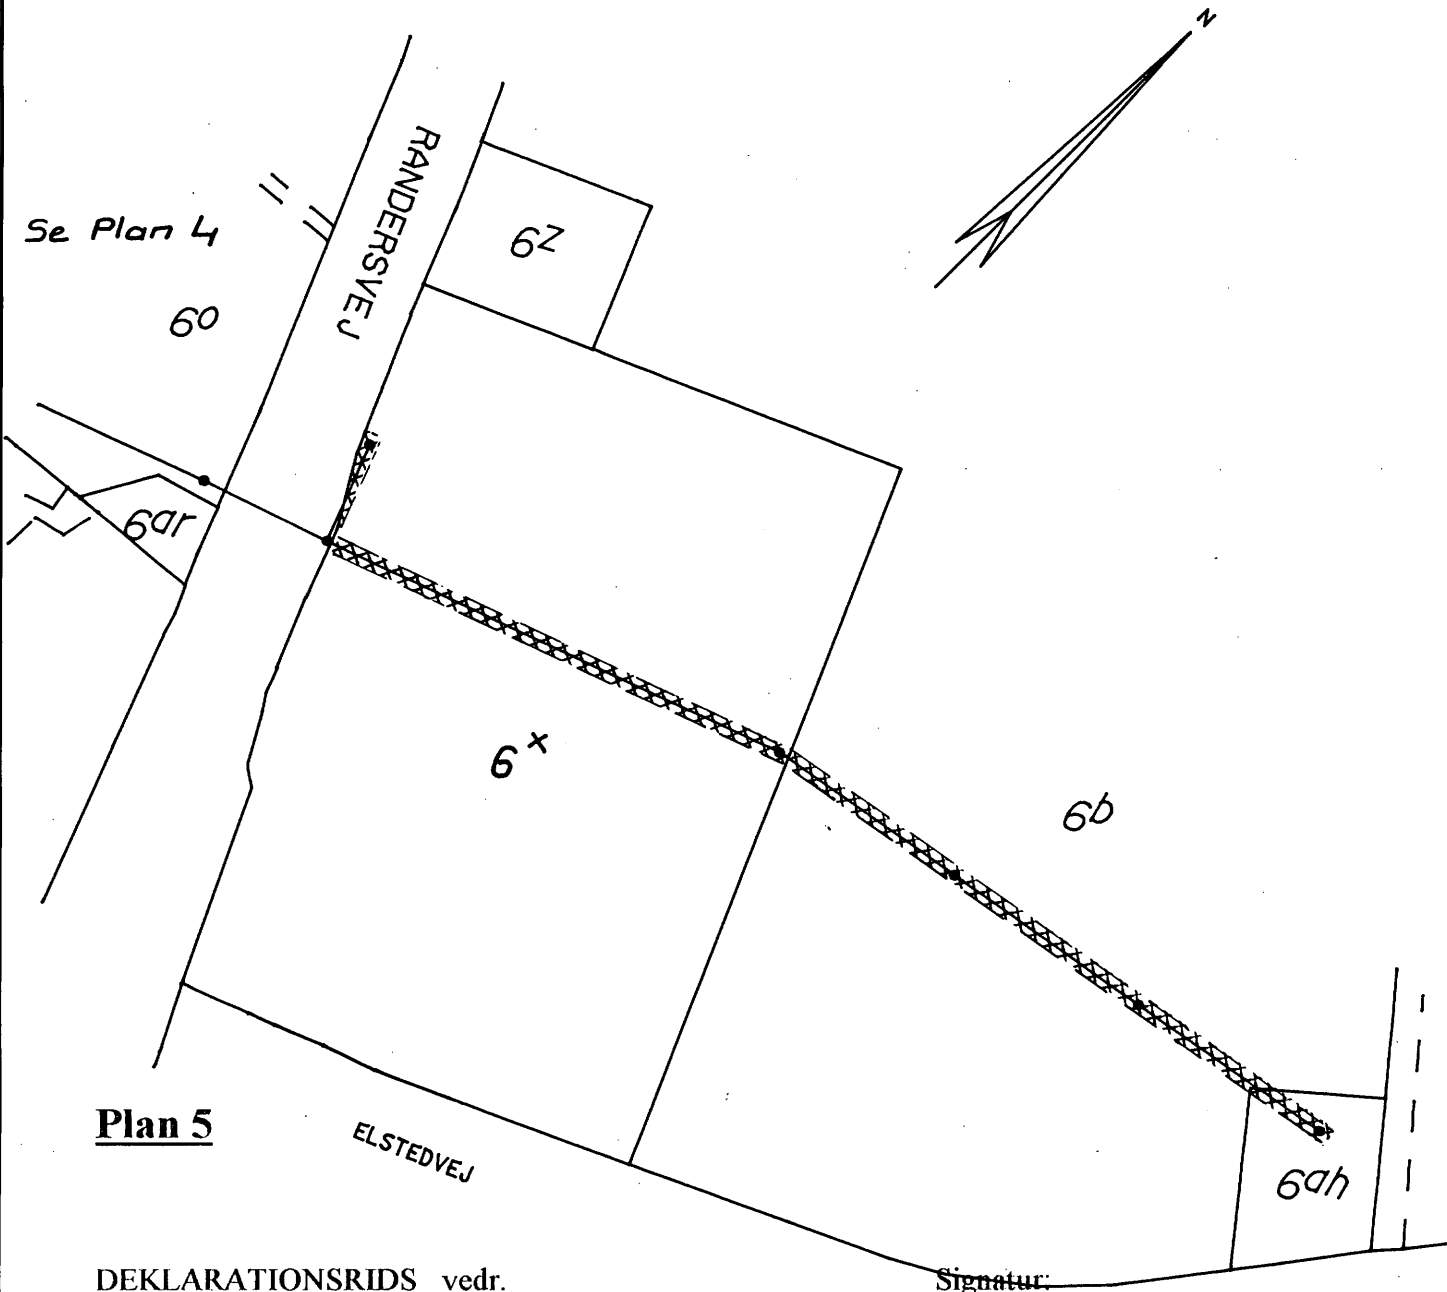 N
RANDERSVEJ
Se Plan 4
6z
6o
6ar
6x
6b
6ah
Plan 5
ELSTEDVEJ
DEKLARATIONSRIDS vedr.
Signatur: